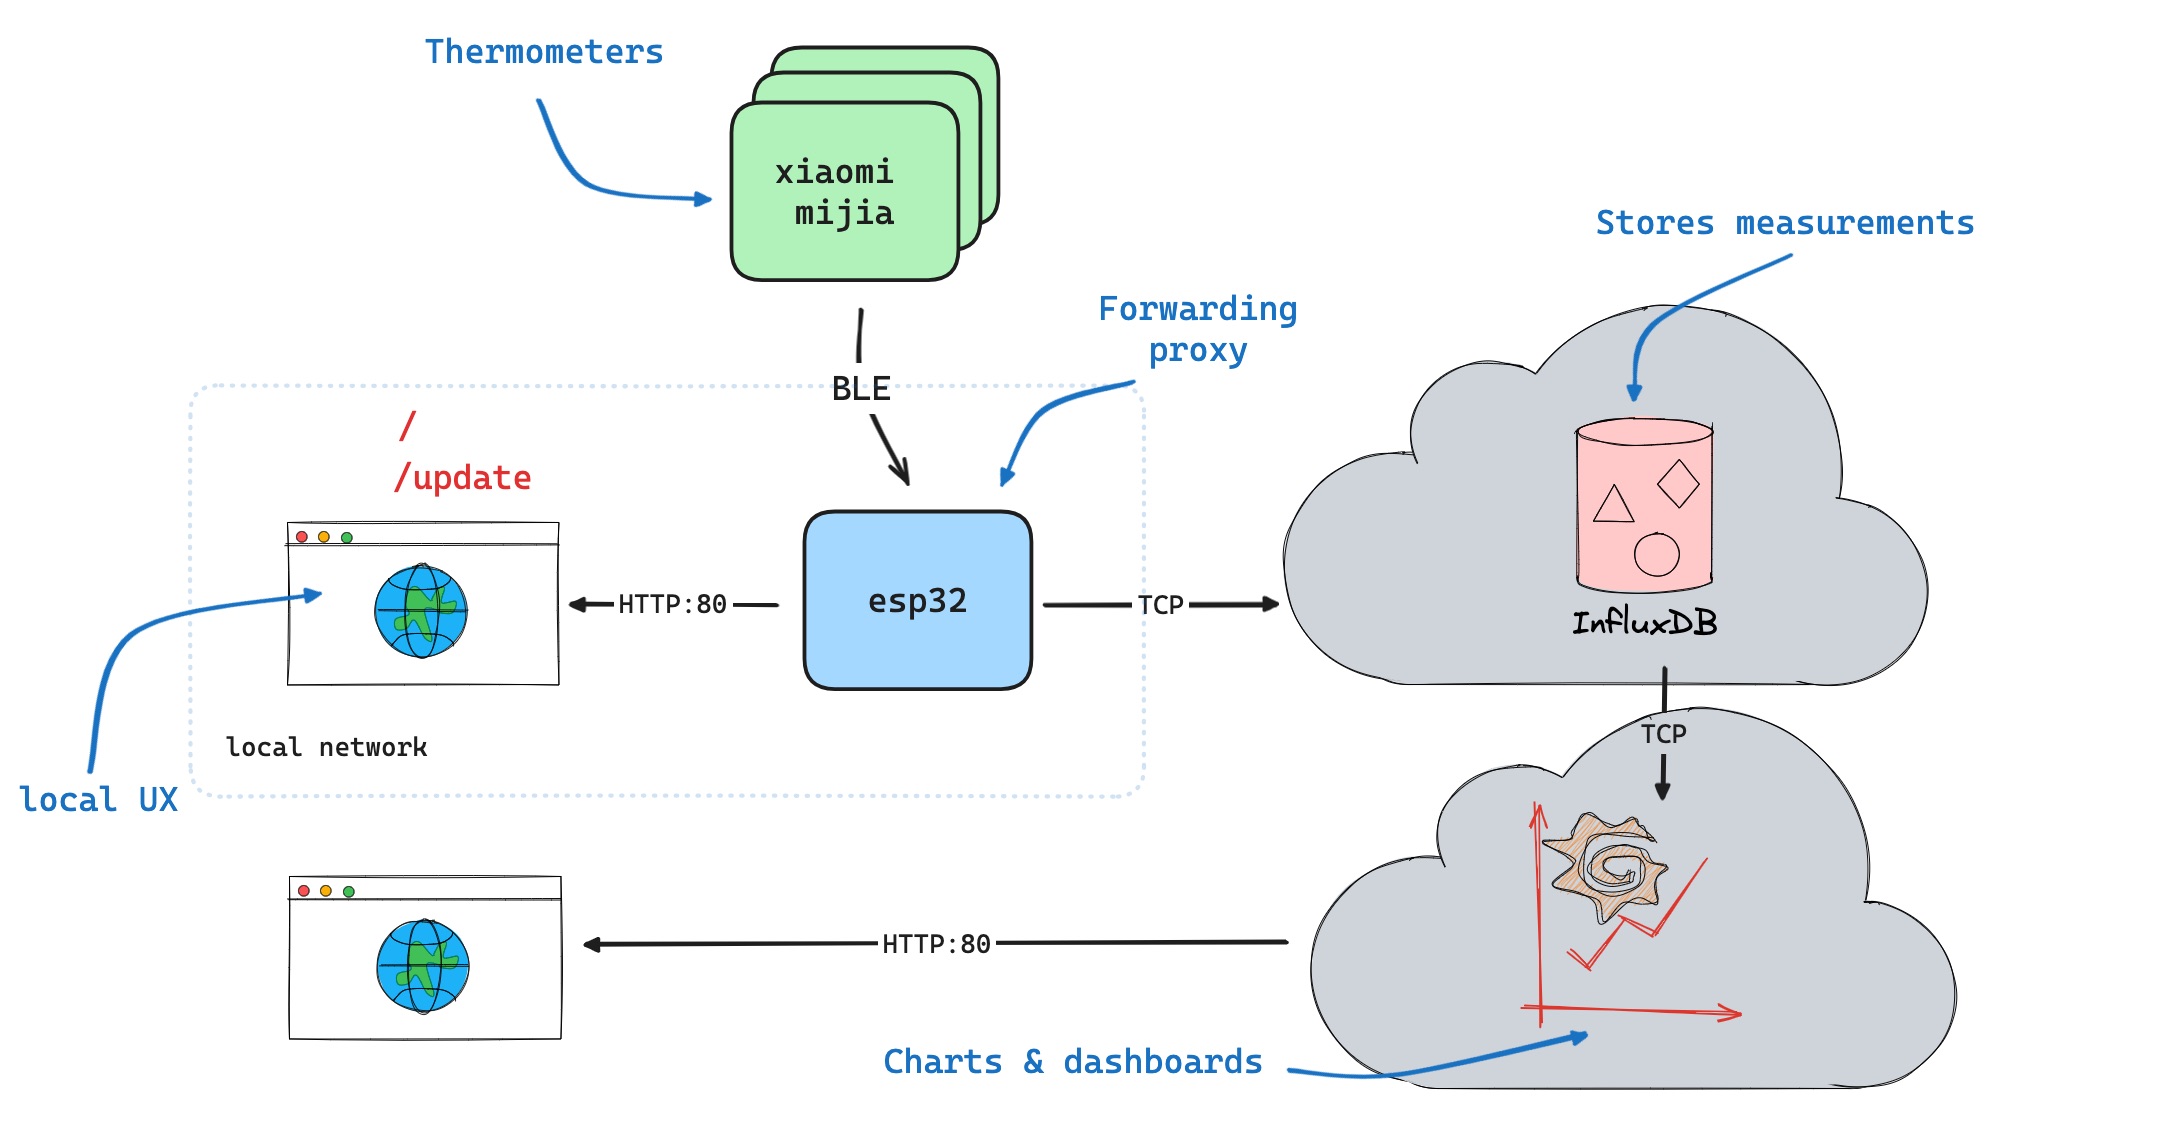 Thermometers
xiaomi
mijia
Stores measurements
Forwarding
proxy
BLE
/
/update
HTTP:80
esp32
TCP
InfluxDB
local network
TCP
local UX
HTTP:80
Charts & dashboards